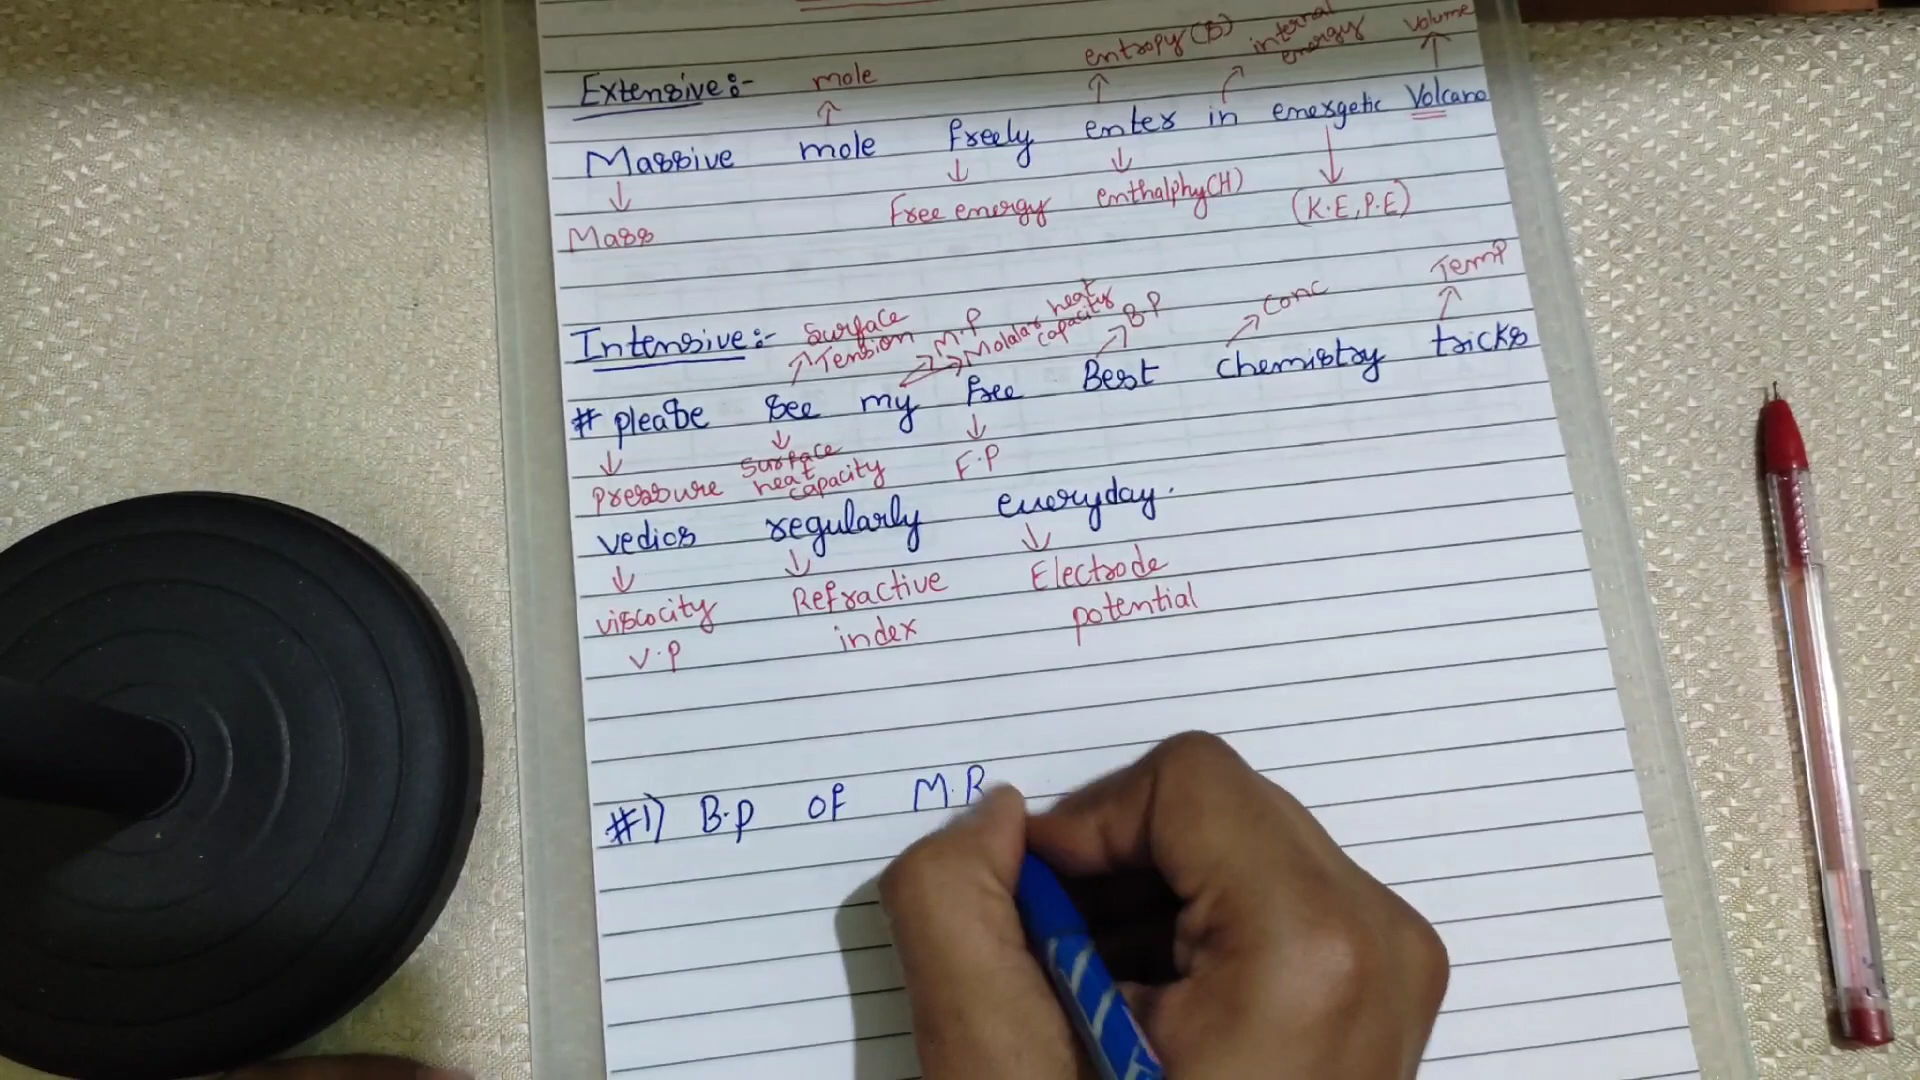 entropy(S) internal energy Volume
Extensive:- mole
Massive mole freely enter in energetic Volcano
Mass Free energy enthalphy(H) (K.E, P.E)
Temp
Intensive:- Surface Tension M.P Molalar heat capacity B.P Conc
# please see my free Best chemistry tricks
pressure surface heat capacity F.P
vedios regularly everyday.
viscocity Refractive index Electrode potential
V.P
#1) B.p OF M.R